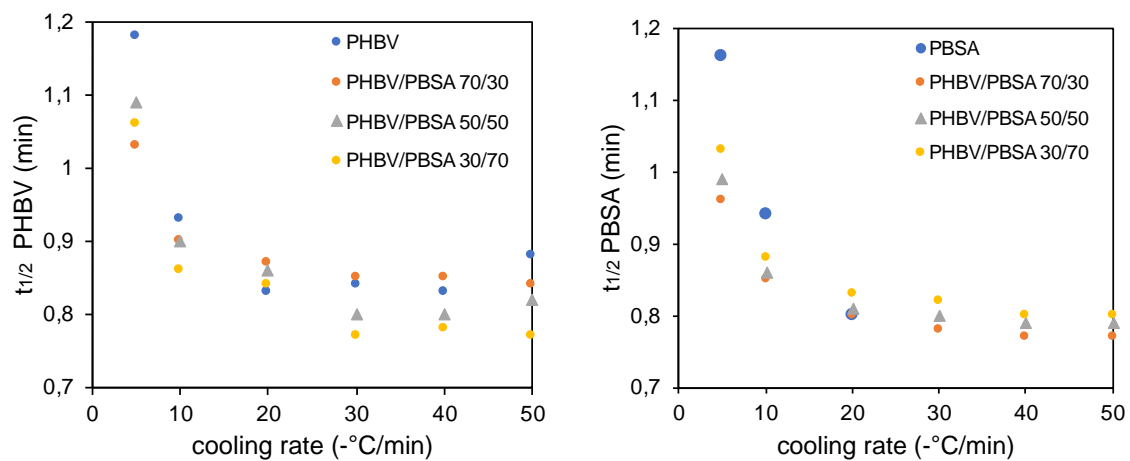 t1/2 PHBV (min)
1,2
1,1
1
0,9
0,8
0,7
0
10
20
30
40
50
cooling rate (-°C/min)
PHBV
PHBV/PBSA 70/30
PHBV/PBSA 50/50
PHBV/PBSA 30/70
t1/2 PBSA (min)
1,2
1,1
1
0,9
0,8
0,7
0
10
20
30
40
50
cooling rate (-°C/min)
PBSA
PHBV/PBSA 70/30
PHBV/PBSA 50/50
PHBV/PBSA 30/70